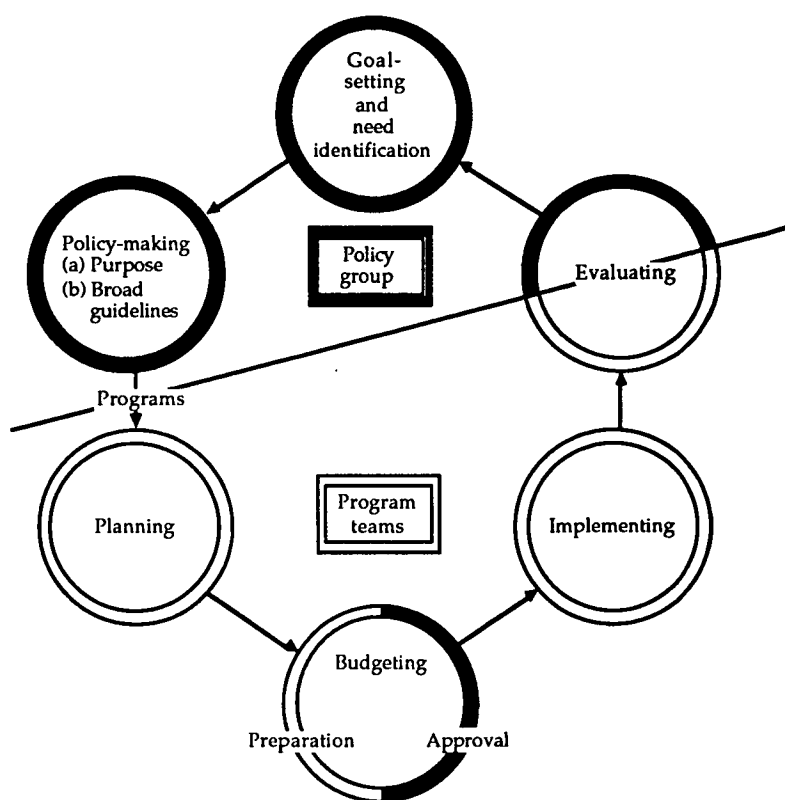 Goal-
setting
and
need
identification
Policy-making
(a) Purpose
(b) Broad
guidelines
Policy
group
Evaluating
Programs
Planning
Program
teams
Implementing
Budgeting
Preparation
Approval